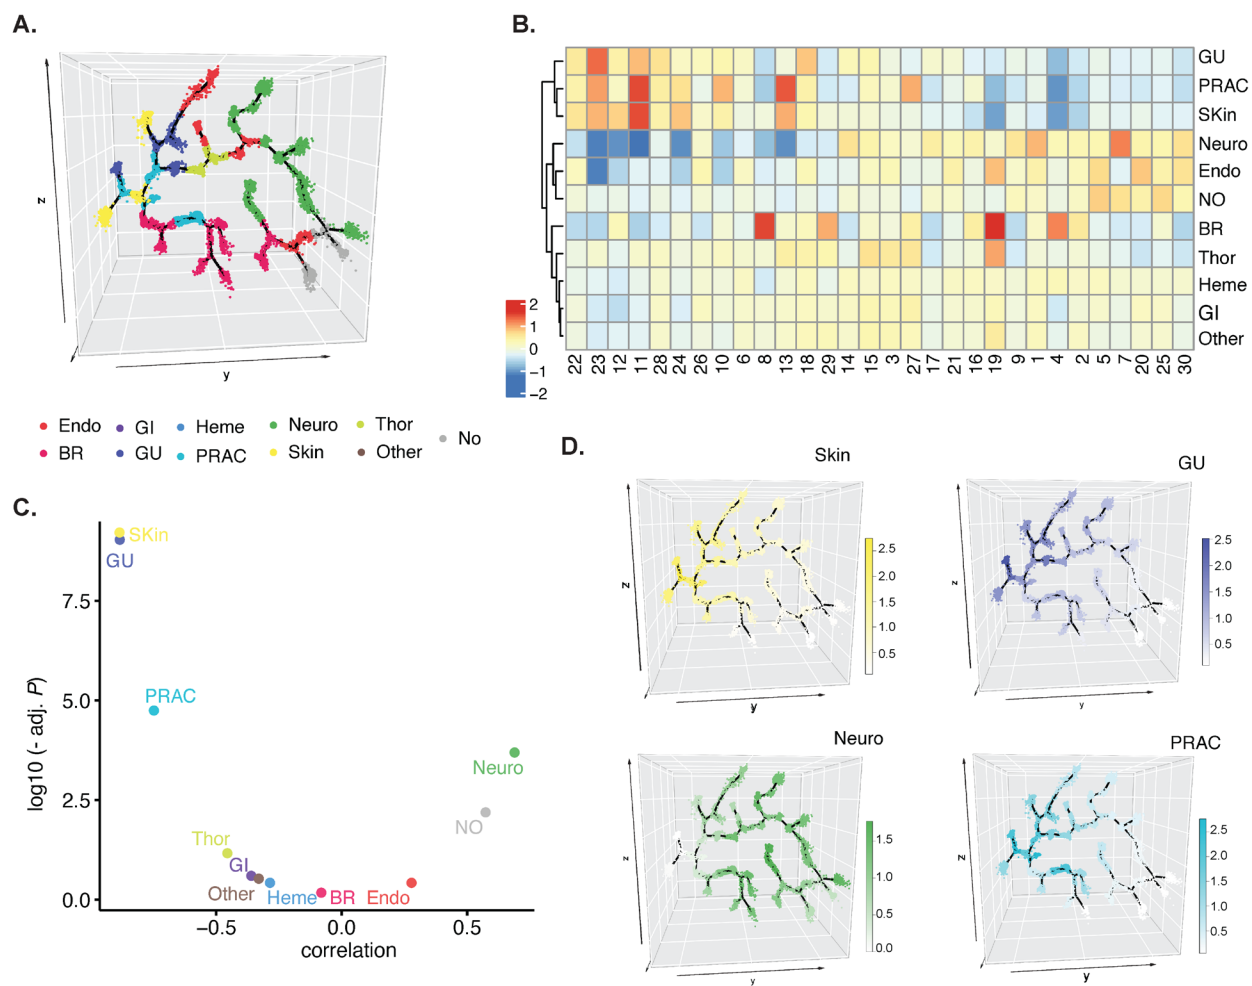 A.
z
y
Endo
GI
Heme
Neuro
Thor
No
BR
GU
PRAC
Skin
Other
B.
GU
PRAC
SKin
Neuro
Endo
NO
BR
Thor
Heme
GI
Other
2
1
0
−1
−2
22 23 12 11 28 24 26 10 6 8 13 18 29 14 15 3 27 17 21 16 19 9 1 4 2 5 7 20 25 30
C.
log10 (- adj. P)
7.5
5.0
2.5
0.0
SKin
GU
PRAC
Neuro
NO
Thor
GI
Other
Heme
BR
Endo
−0.5 0.0 0.5
correlation
D.
Skin
z
y
2.5
2.0
1.5
1.0
0.5
GU
z
y
2.5
2.0
1.5
1.0
0.5
Neuro
z
y
1.5
1.0
0.5
0.0
PRAC
z
y
2.5
2.0
1.5
1.0
0.5